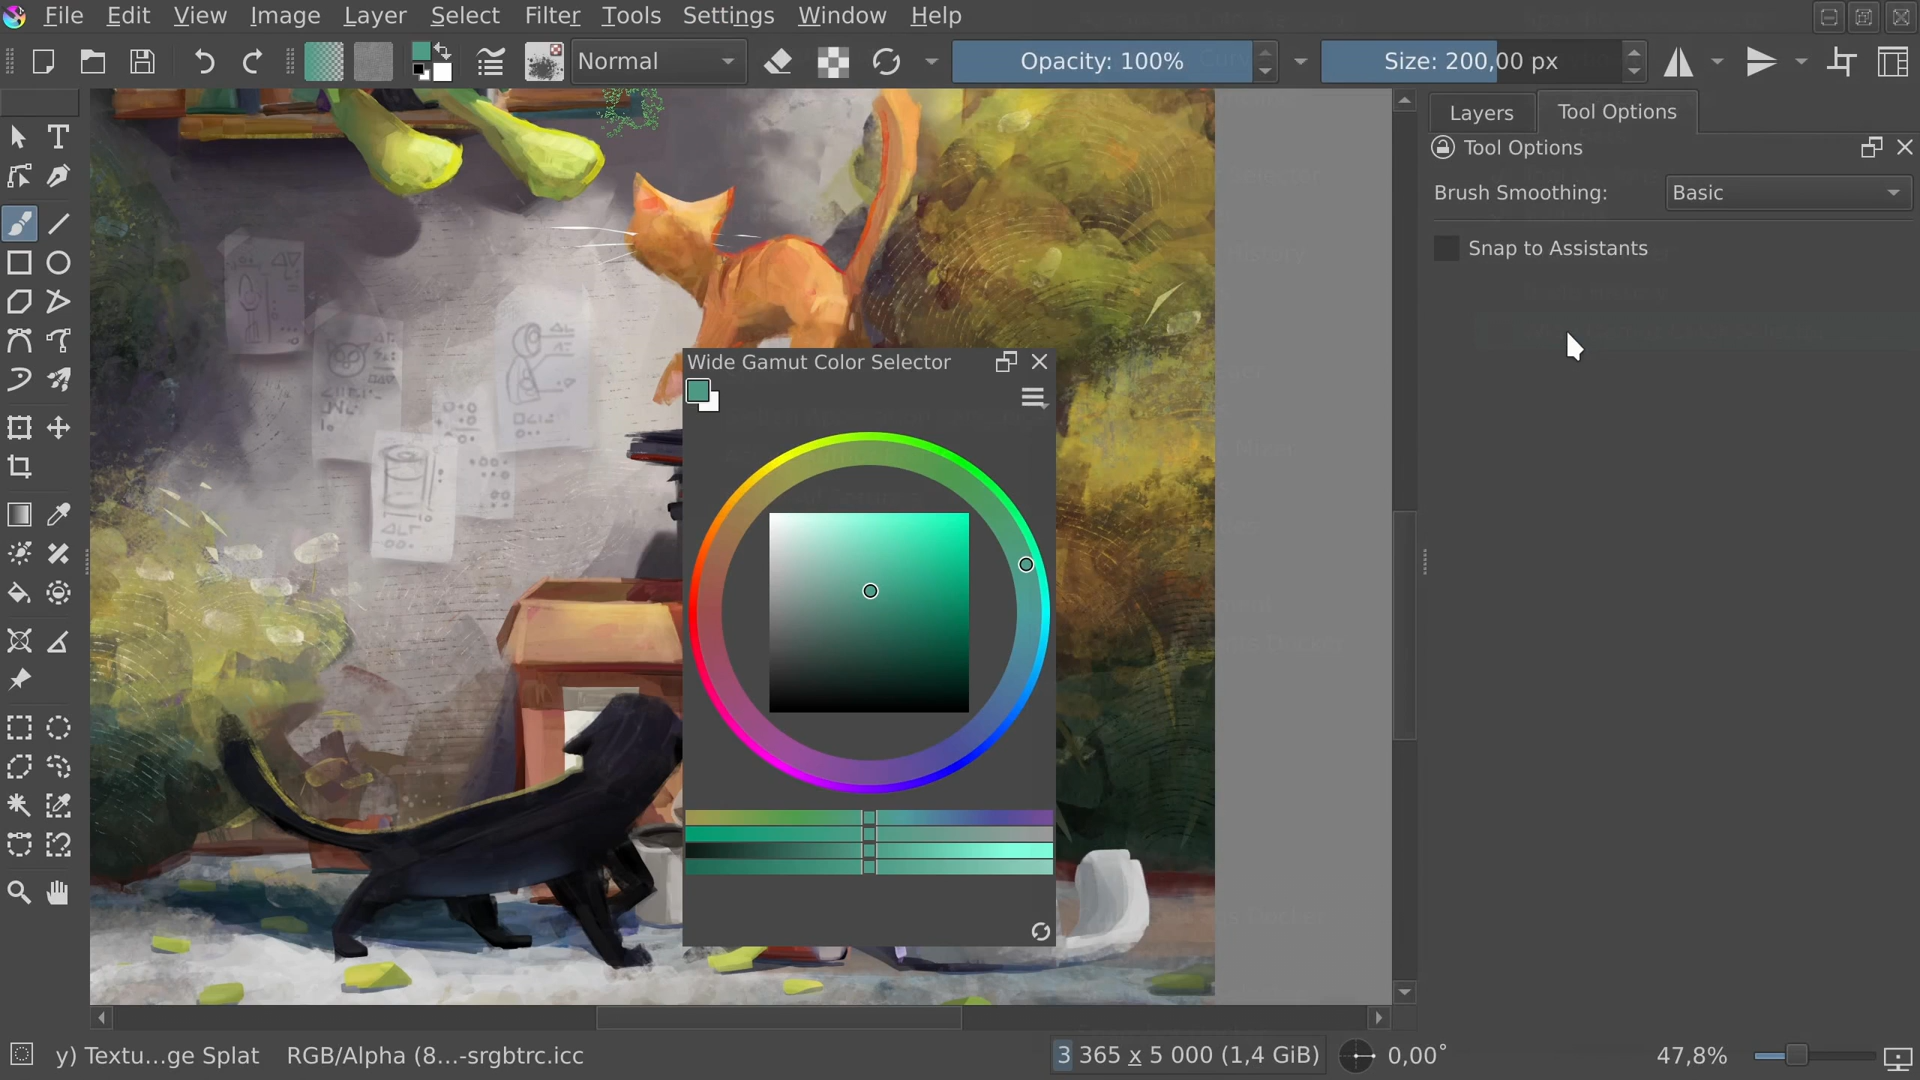 File Edit View Image Layer Select Filter Tools Settings Window Help
Normal Opacity: 100% Size: 200,00 px
Layers Tool Options
Tool Options
Brush Smoothing: Basic
Snap to Assistants
Wide Gamut Color Selector
y) Textu...ge Splat RGB/Alpha (8...-srgbtrc.icc 3 365 x 5 000 (1,4 GiB) 0,00° 47,8%